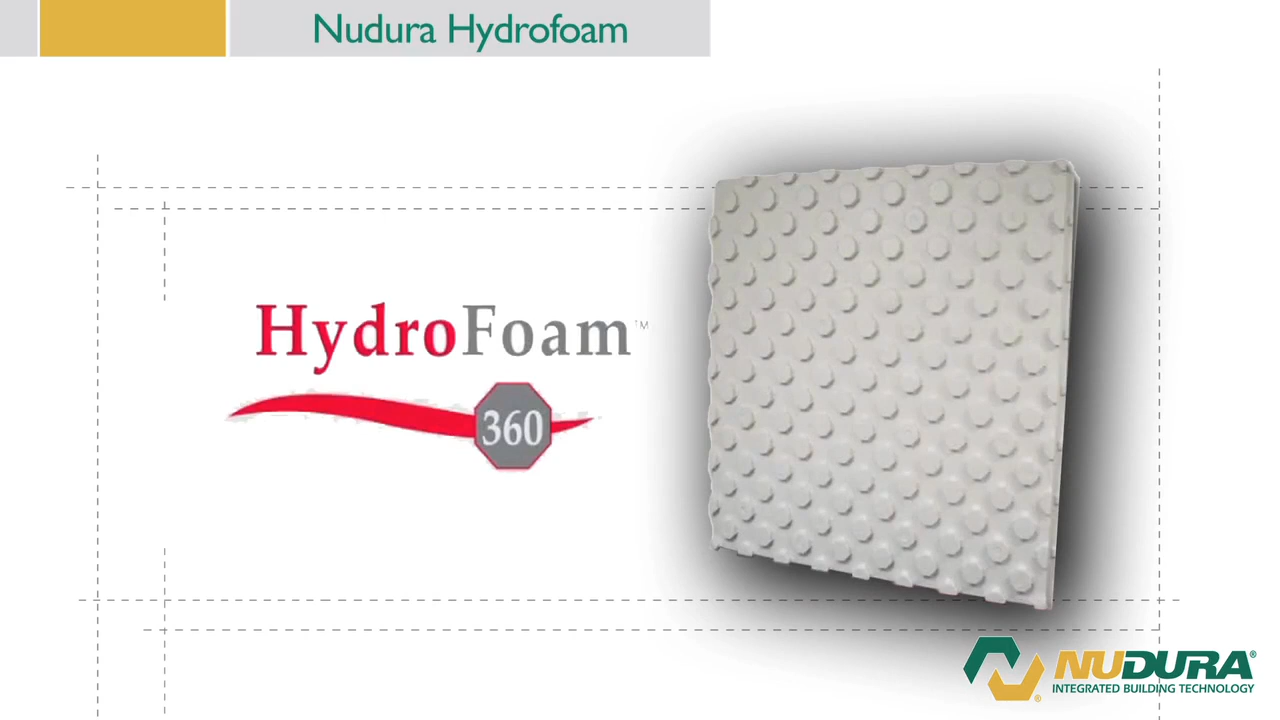 Nudura Hydrofoam
HydroFoam™
360
NUDURA®
INTEGRATED BUILDING TECHNOLOGY
®